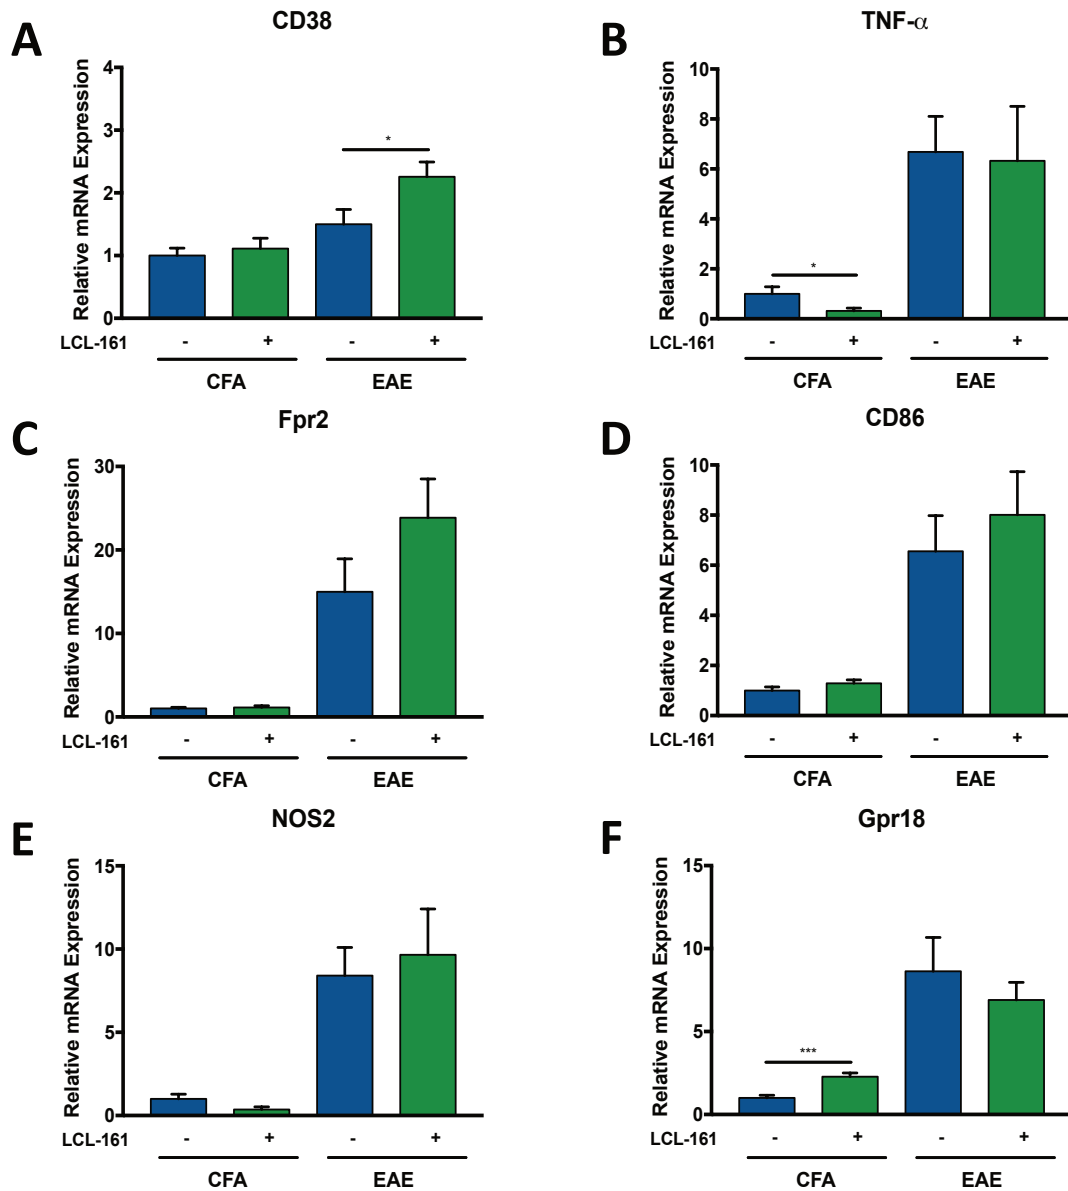 A
CD38
Relative mRNA Expression
4
3
2
1
0
*
LCL-161 - + - +
CFA EAE
B
TNF-α
Relative mRNA Expression
10
8
6
4
2
0
*
LCL-161 - + - +
CFA EAE
C
Fpr2
Relative mRNA Expression
30
20
10
0
LCL-161 - + - +
CFA EAE
D
CD86
Relative mRNA Expression
10
8
6
4
2
0
LCL-161 - + - +
CFA EAE
E
NOS2
Relative mRNA Expression
15
10
5
0
LCL-161 - + - +
CFA EAE
F
Gpr18
Relative mRNA Expression
15
10
5
0
***
LCL-161 - + - +
CFA EAE